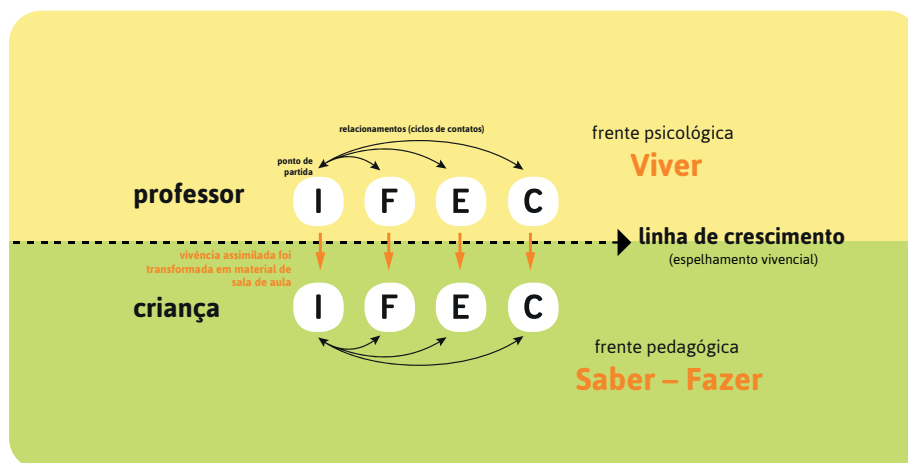 relacionamentos (ciclos de contatos)
frente psicológica
Viver
ponto de
partida
professor
I F E C
linha de crescimento
(espelhamento vivencial)
vivência assimilada foi
transformada em material de
sala de aula
criança
I F E C
frente pedagógica
Saber – Fazer